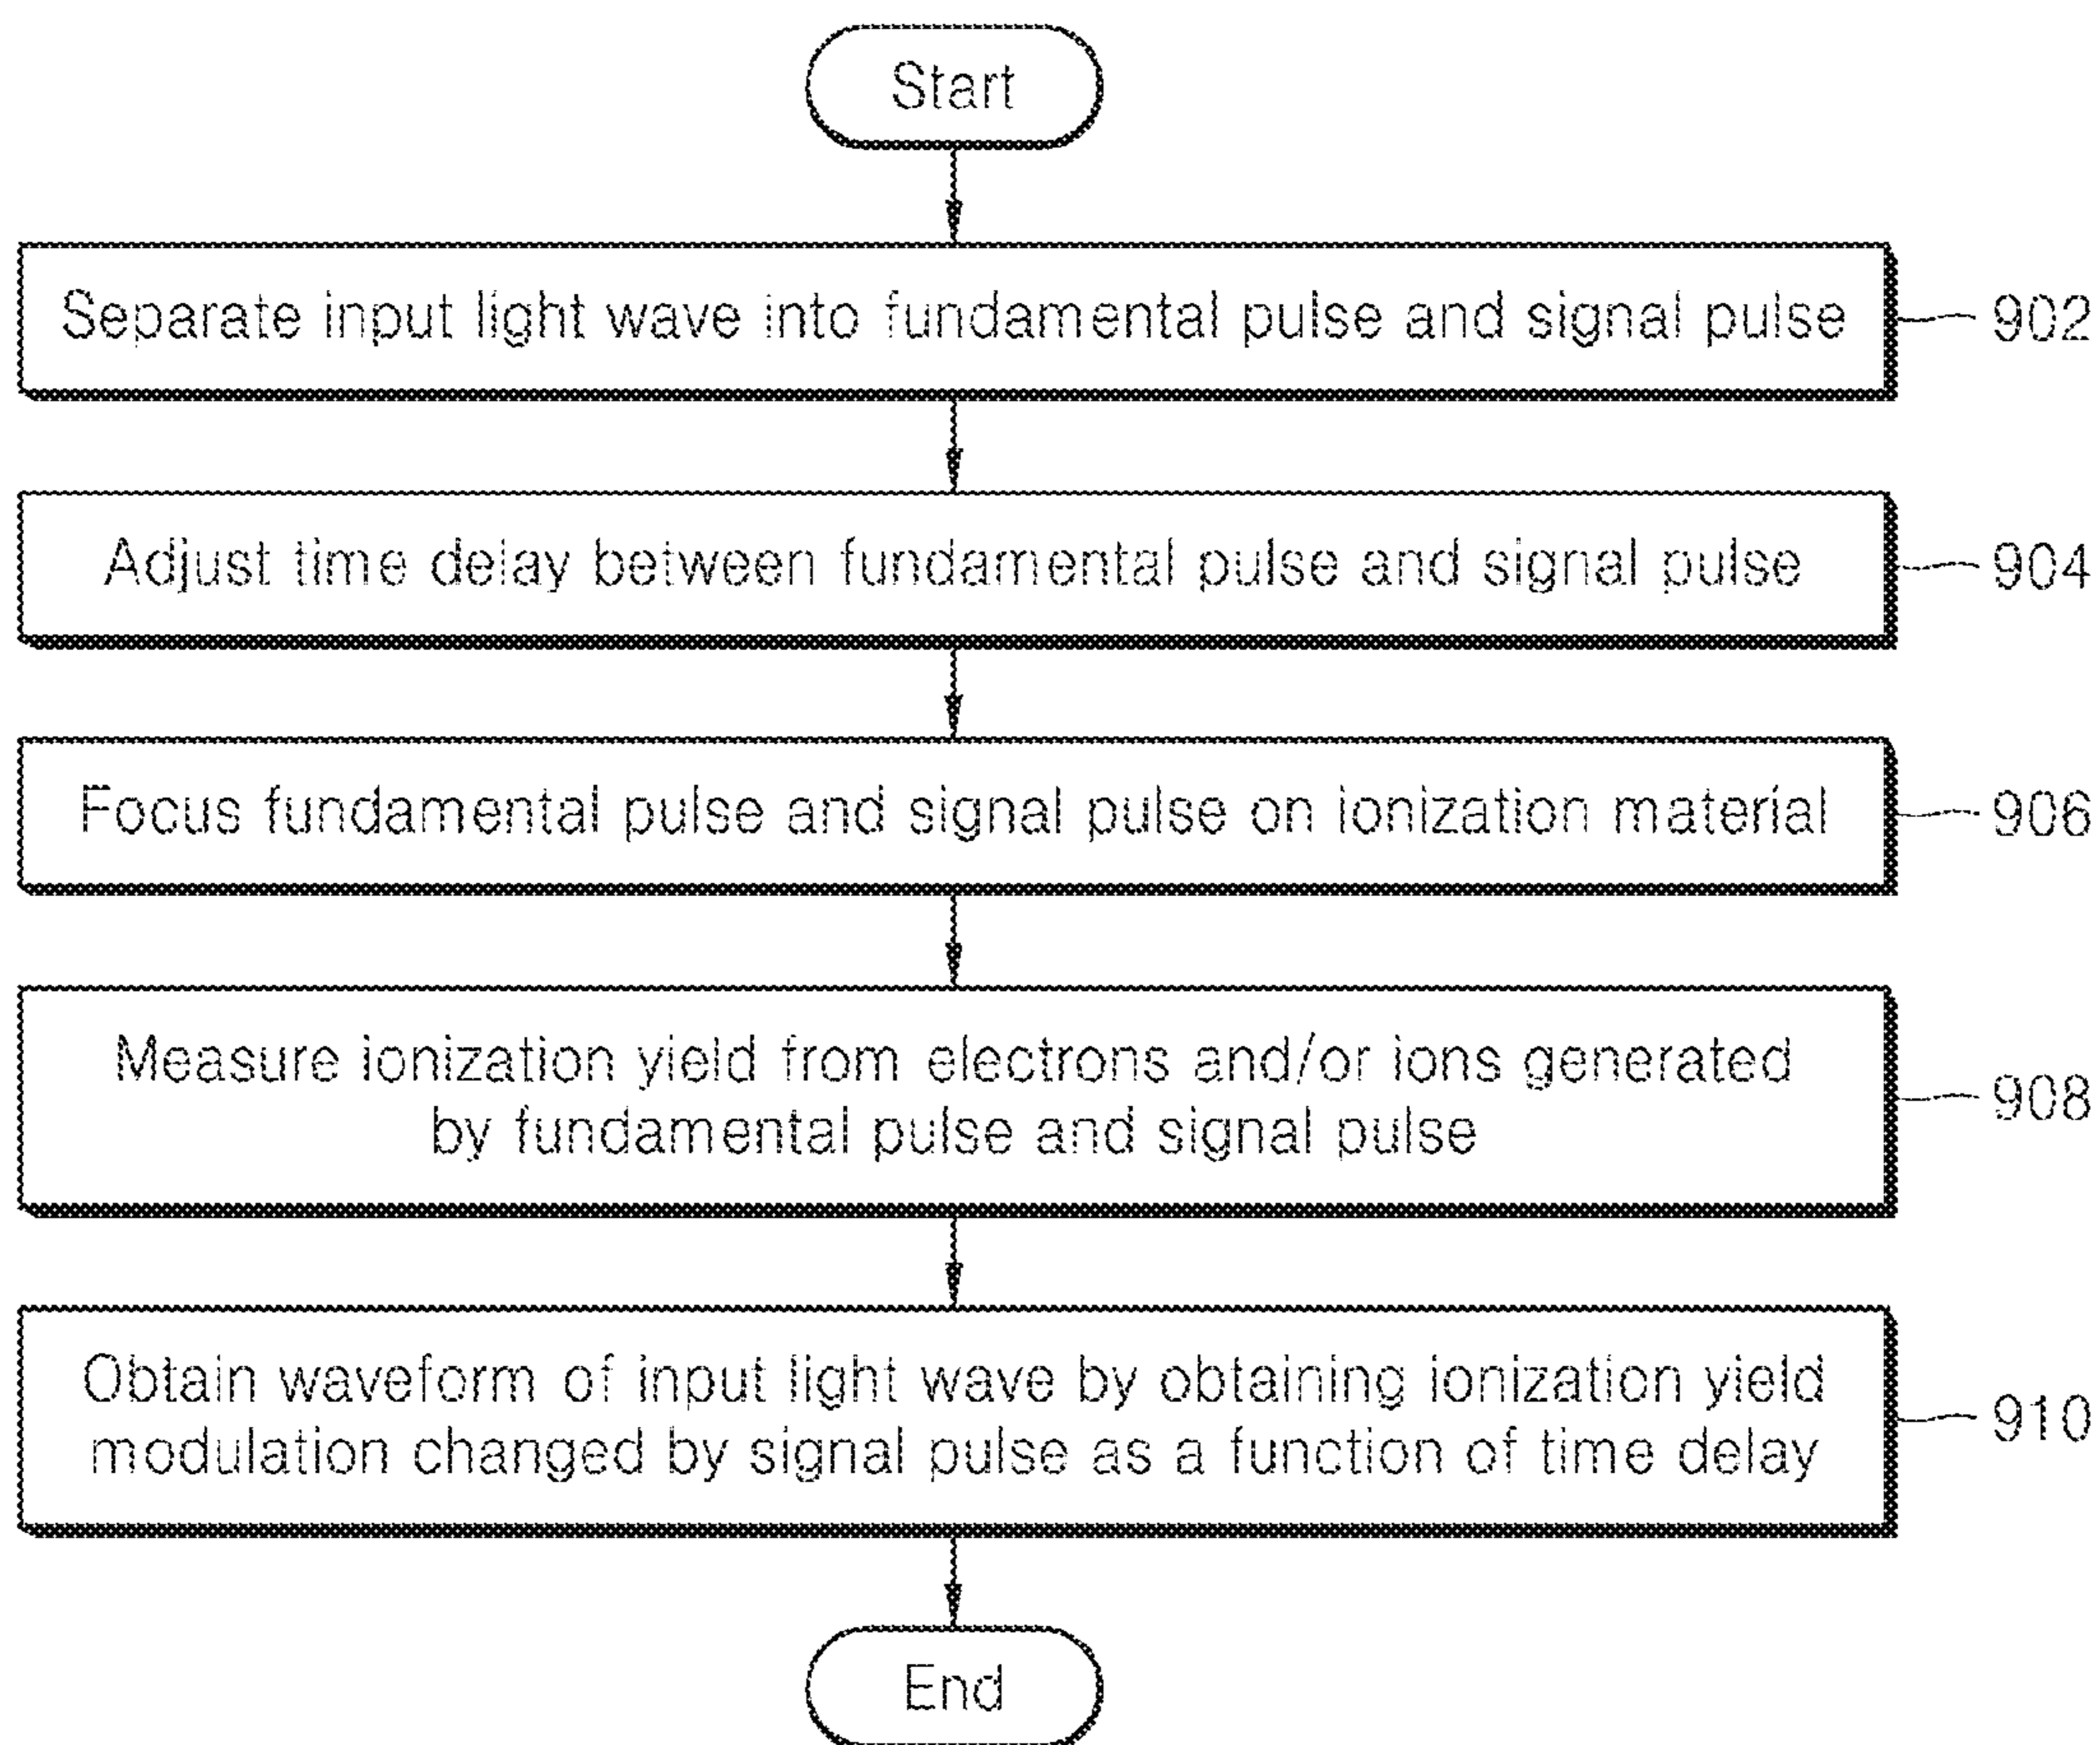 Start
Separate input light wave into fundamental pulse and signal pulse
902
Adjust time delay between fundamental pulse and signal pulse
904
Focus fundamental pulse and signal pulse on ionization material
906
Measure ionization yield from electrons and/or ions generated
by fundamental pulse and signal pulse
908
Obtain waveform of input light wave by obtaining ionization yield
modulation changed by signal pulse as a function of time delay
910
End